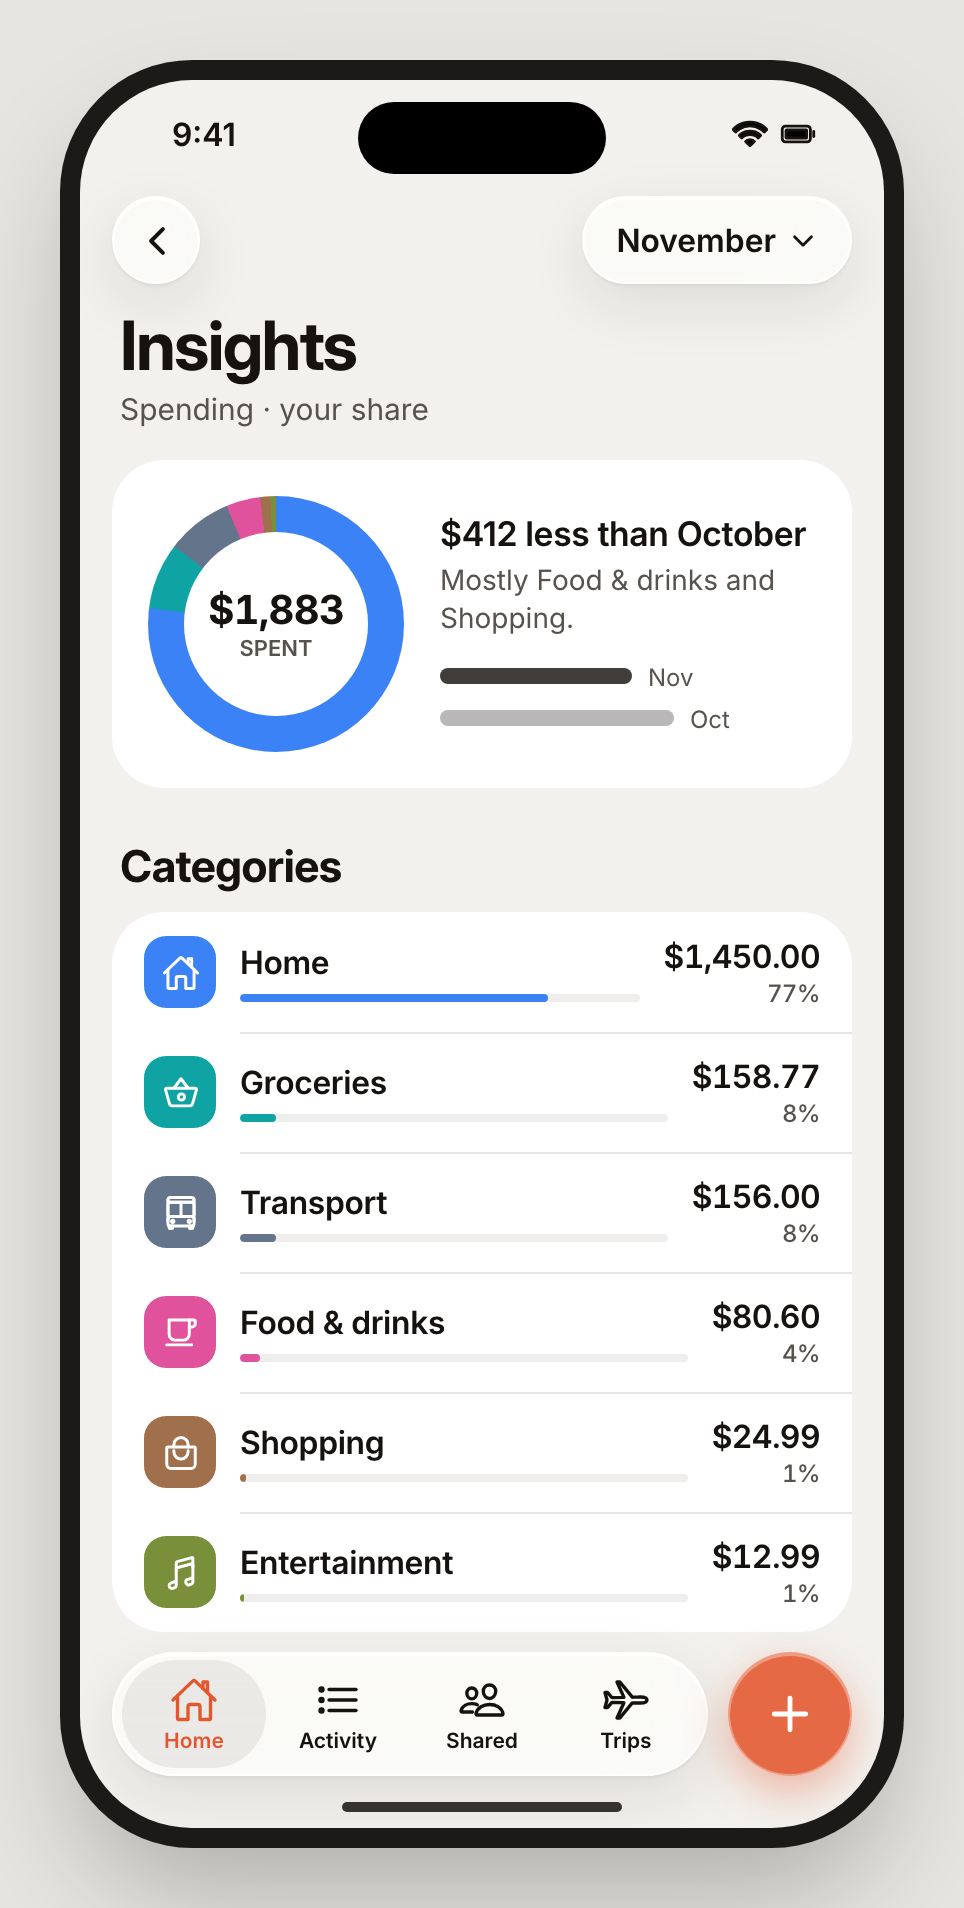 9:41
November
Insights
Spending · your share
$1,883
SPENT
$412 less than October
Mostly Food & drinks and
Shopping.
Nov
Oct
Categories
Home
$1,450.00
77%
Groceries
$158.77
8%
Transport
$156.00
8%
Food & drinks
$80.60
4%
Shopping
$24.99
1%
Entertainment
$12.99
1%
Home
Activity
Shared
Trips